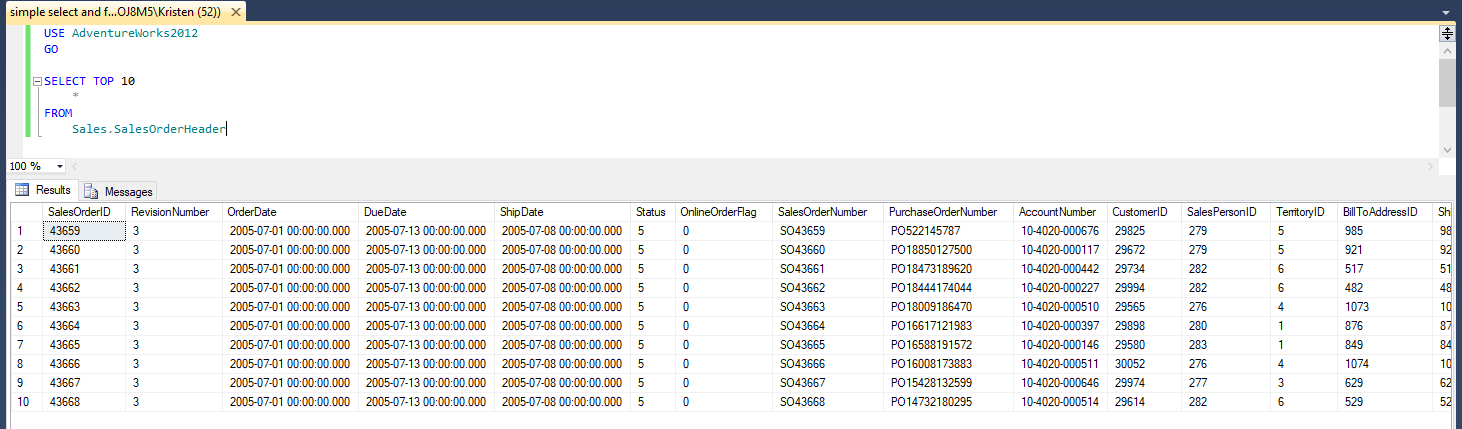 simple select and f...OJ8M5\Kristen (52))
USE AdventureWorks2012
GO
SELECT TOP 10
*
FROM
Sales.SalesOrderHeader
100 %
Results Messages
SalesOrderID RevisionNumber OrderDate DueDate ShipDate Status OnlineOrderFlag SalesOrderNumber PurchaseOrderNumber AccountNumber CustomerID SalesPersonID TerritoryID BillToAddressID Shi
1 43659 3 2005-07-01 00:00:00.000 2005-07-13 00:00:00.000 2005-07-08 00:00:00.000 5 0 SO43659 PO522145787 10-4020-000676 29825 279 5 985 98
2 43660 3 2005-07-01 00:00:00.000 2005-07-13 00:00:00.000 2005-07-08 00:00:00.000 5 0 SO43660 PO18850127500 10-4020-000117 29672 279 5 921 92
3 43661 3 2005-07-01 00:00:00.000 2005-07-13 00:00:00.000 2005-07-08 00:00:00.000 5 0 SO43661 PO18473189620 10-4020-000442 29734 282 6 517 51
4 43662 3 2005-07-01 00:00:00.000 2005-07-13 00:00:00.000 2005-07-08 00:00:00.000 5 0 SO43662 PO18444174044 10-4020-000227 29994 282 6 482 48
5 43663 3 2005-07-01 00:00:00.000 2005-07-13 00:00:00.000 2005-07-08 00:00:00.000 5 0 SO43663 PO18009186470 10-4020-000510 29565 276 4 1073 10
6 43664 3 2005-07-01 00:00:00.000 2005-07-13 00:00:00.000 2005-07-08 00:00:00.000 5 0 SO43664 PO16617121983 10-4020-000397 29898 280 1 876 87
7 43665 3 2005-07-01 00:00:00.000 2005-07-13 00:00:00.000 2005-07-08 00:00:00.000 5 0 SO43665 PO16588191572 10-4020-000146 29580 283 1 849 84
8 43666 3 2005-07-01 00:00:00.000 2005-07-13 00:00:00.000 2005-07-08 00:00:00.000 5 0 SO43666 PO16008173883 10-4020-000511 30052 276 4 1074 10
9 43667 3 2005-07-01 00:00:00.000 2005-07-13 00:00:00.000 2005-07-08 00:00:00.000 5 0 SO43667 PO15428132599 10-4020-000646 29974 277 3 629 62
10 43668 3 2005-07-01 00:00:00.000 2005-07-13 00:00:00.000 2005-07-08 00:00:00.000 5 0 SO43668 PO14732180295 10-4020-000514 29614 282 6 529 52